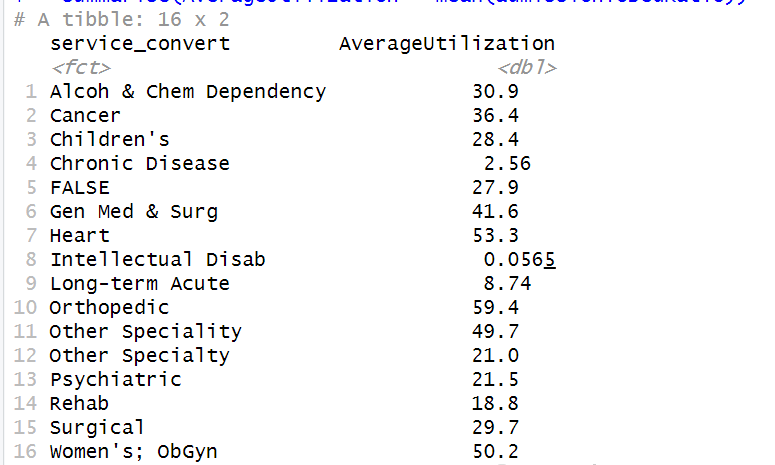 # A tibble: 16 x 2
service_convert AverageUtilization
<fct> <dbl>
1 Alcoh & Chem Dependency 30.9
2 Cancer 36.4
3 Children's 28.4
4 Chronic Disease 2.56
5 FALSE 27.9
6 Gen Med & Surg 41.6
7 Heart 53.3
8 Intellectual Disab 0.0565
9 Long-term Acute 8.74
10 Orthopedic 59.4
11 Other Speciality 49.7
12 Other Specialty 21.0
13 Psychiatric 21.5
14 Rehab 18.8
15 Surgical 29.7
16 Women's; ObGyn 50.2